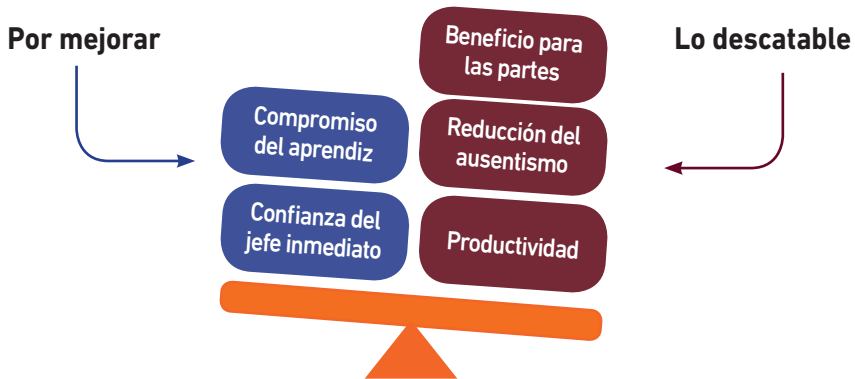 Por mejorar
Compromiso
del aprendiz
Confianza del
jefe inmediato
Beneficio para
las partes
Reducción del
ausentismo
Productividad
Lo descatable